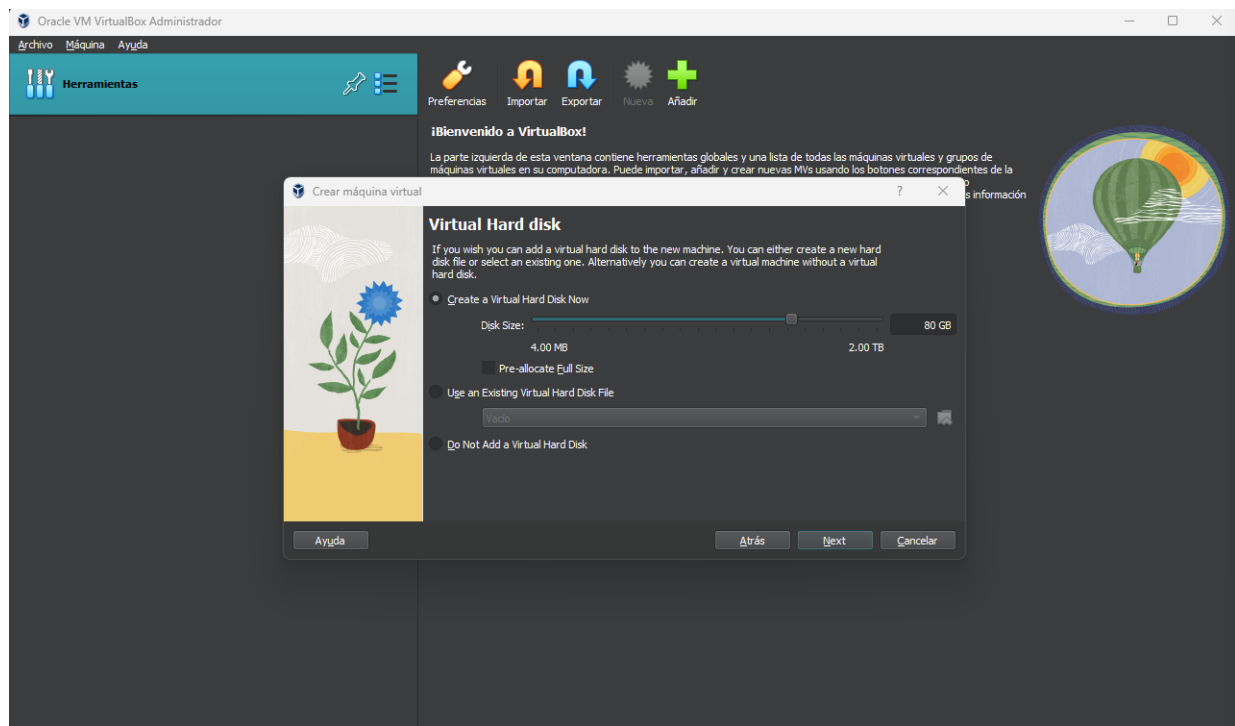 Oracle VM VirtualBox Administrador
Archivo Máquina Ayuda
Herramientas
Preferencias Importar Exportar Nueva Añadir
¡Bienvenido a VirtualBox!
La parte izquierda de esta ventana contiene herramientas globales y una lista de todas las máquinas virtuales y grupos de
máquinas virtuales en su computadora. Puede importar, añadir y crear nuevas MVs usando los botones correspondientes de la
s información
Crear máquina virtual ?
Virtual Hard disk
If you wish you can add a virtual hard disk to the new machine. You can either create a new hard
disk file or select an existing one. Alternatively you can create a virtual machine without a virtual
hard disk.
Create a Virtual Hard Disk Now
Disk Size: 80 GB
4.00 MB 2.00 TB
Pre-allocate Full Size
Use an Existing Virtual Hard Disk File
Vacío
Do Not Add a Virtual Hard Disk
Ayuda Atrás Next Cancelar